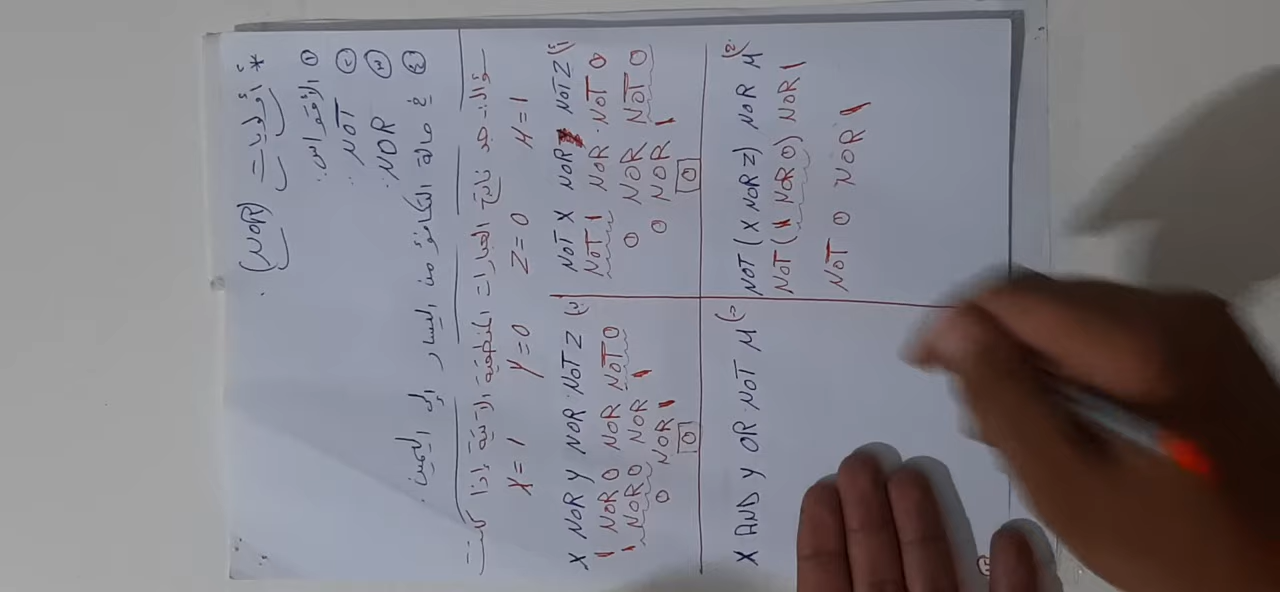 * أولويات (NOR)
① الأقواس.
② NOT
③ NOR
④ في حالة التكافؤ من اليسار إلى اليمين.
سؤال: جد ناتج العبارات المنطقية الآتية إذا كانت
X=1 Y=0 Z=0 M=1
NOT X NOR NOT Z
NOT 1 NOR NOT 0
0 NOR NOT 0
0 NOR 1
0
X NOR Y NOR NOT Z
1 NOR 0 NOR NOT 0
1 NOR 0 NOR 1
0 NOR 1
0
NOT (X NOR Z) NOR M
NOT (1 NOR 0) NOR 1
NOT 0 NOR 1
X AND Y OR NOT M